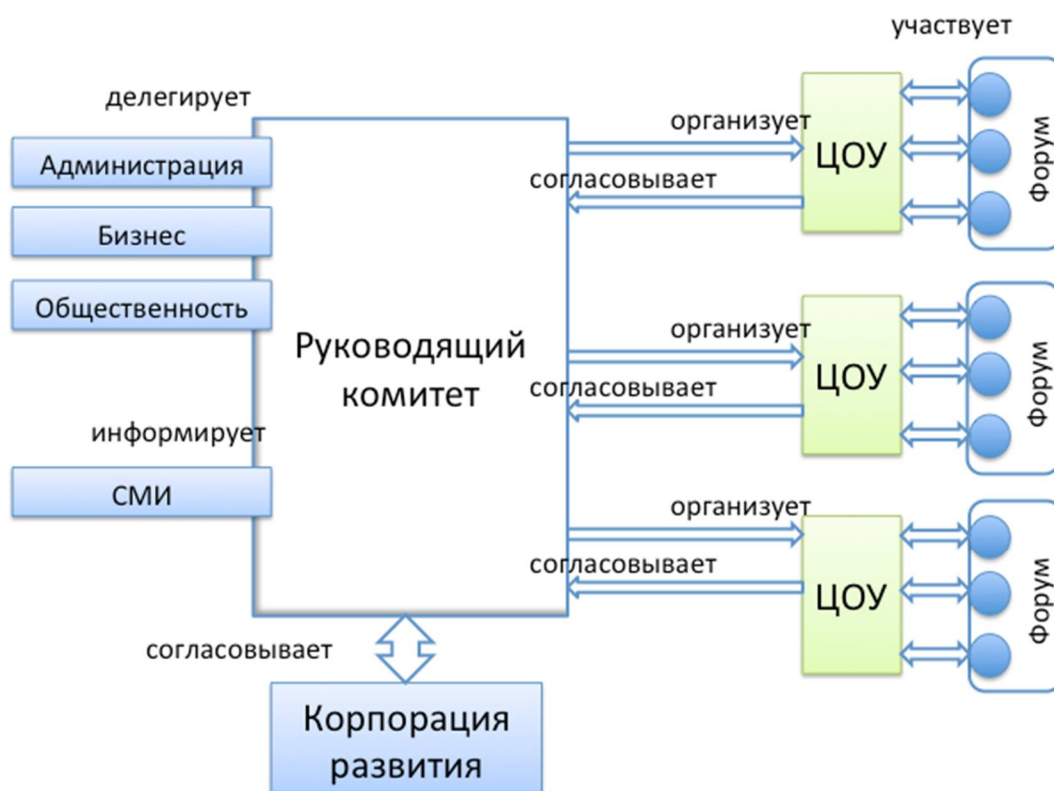 участвует
делегирует
Администрация
Бизнес
Общественность
информирует
СМИ
Руководящий
комитет
согласовывает
Корпорация
развития
организует
согласовывает
ЦОУ
Форум
организует
согласовывает
ЦОУ
Форум
организует
согласовывает
ЦОУ
Форум